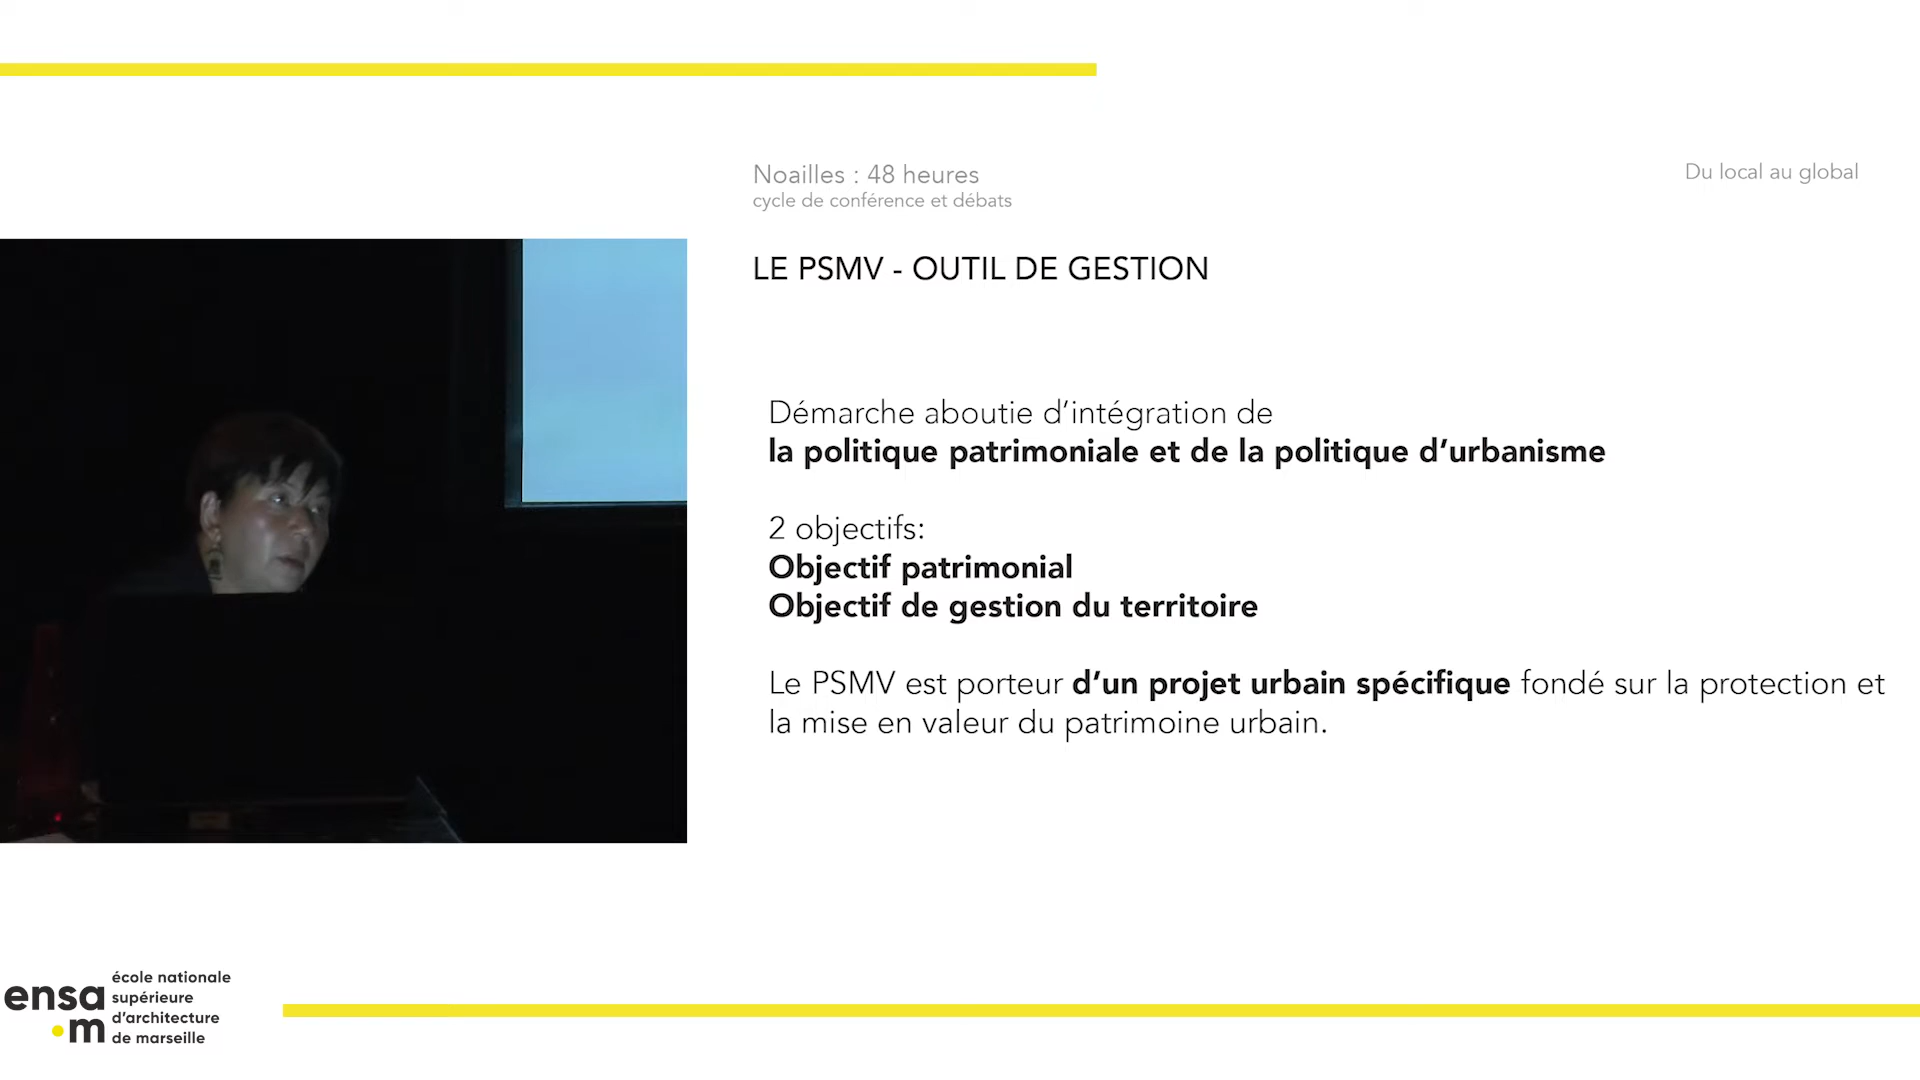 Noailles : 48 heures
cycle de conférence et débats
Du local au global
LE PSMV - OUTIL DE GESTION
Démarche aboutie d’intégration de
la politique patrimoniale et de la politique d’urbanisme
2 objectifs:
Objectif patrimonial
Objectif de gestion du territoire
Le PSMV est porteur d’un projet urbain spécifique fondé sur la protection et
la mise en valeur du patrimoine urbain.
ensa
•m
école nationale
supérieure
d’architecture
de marseille